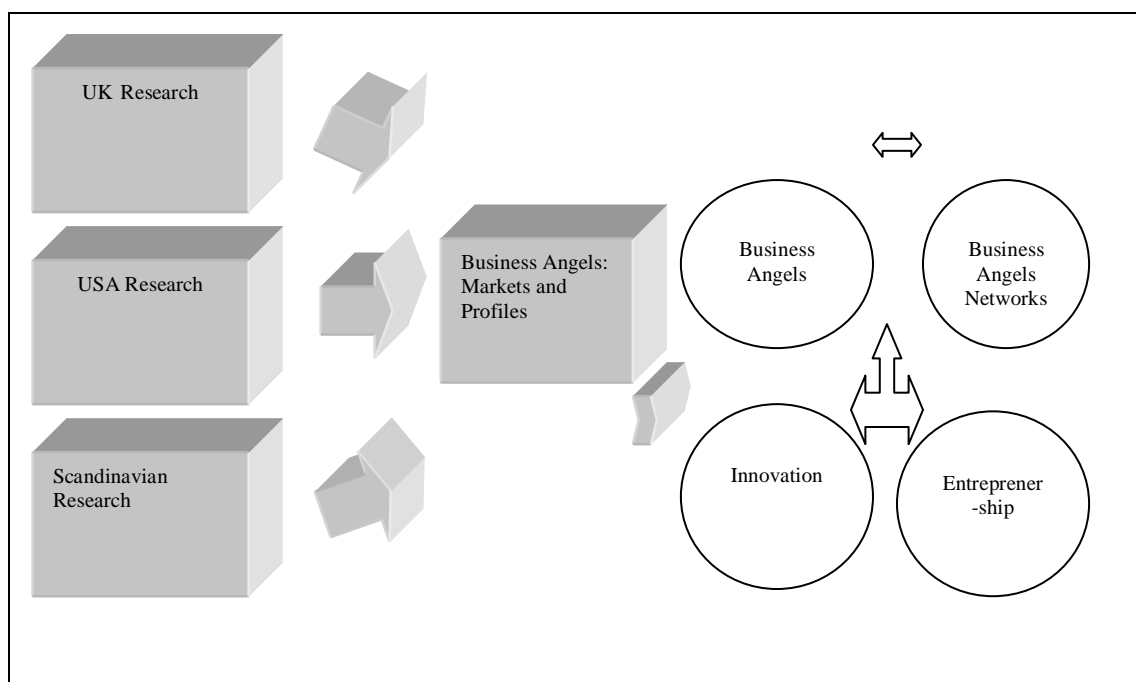 UK Research
USA Research
Scandinavian
Research
Business Angels:
Markets and
Profiles
Business
Angels
Business
Angels
Networks
Innovation
Entreprener
-ship